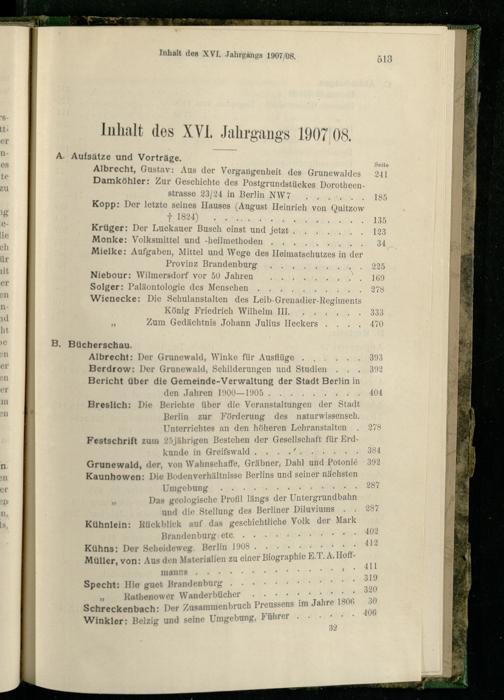 Inhalt des XVI. Jahrgangs 1907/08. 513
Inhalt des XVI. Jahrgangs 1907/08.
A. Aufsätze und Vorträge.
Seite
Albrecht, Gustav: Aus der Vergangenheit des Grunewaldes 241
Damköhler: Zur Geschichte des Postgrundstückes Dorotheen-
strasse 23/24 in Berlin NW7 . . . . . . 185
Kopp: Der letzte seines Hauses (August Heinrich von Quitzow
† 1824) . . . . . . . . . . . . . 135
Krüger: Der Luckauer Busch einst und jetzt . . . . . . . 123
Monke: Volksmittel und -heilmethoden . . . . . . . . . 34
Mielke: Aufgaben, Mittel und Wege des Heimatschutzes in der
Provinz Brandenburg . . . . . . . . . . 225
Niebour: Wilmersdorf vor 50 Jahren . . . . . . . . . 169
Solger: Paläontologie des Menschen . . . . . . . . . . 278
Wienecke: Die Schulanstalten des Leib-Grenadier-Regiments
König Friedrich Wilhelm III. . . . . . . . 333
„ Zum Gedächtnis Johann Julius Heckers . . . . 470
B. Bücherschau.
Albrecht: Der Grunewald, Winke für Ausflüge . . . . . . 393
Berdrow: Der Grunewald, Schilderungen und Studien . . . 392
Bericht über die Gemeinde-Verwaltung der Stadt Berlin in
den Jahren 1900—1905 . . . . . . . . . 404
Breslich: Die Berichte über die Veranstaltungen der Stadt
Berlin zur Förderung des naturwissensch.
Unterrichtes an den höheren Lehranstalten . 278
Festschrift zum 25jährigen Bestehen der Gesellschaft für Erd-
kunde in Greifswald . . . . . . . . . . 384
Grunewald, der, von Wahnschaffe, Gräbner, Dahl und Potonié 392
Kaunhowen: Die Bodenverhältnisse Berlins und seiner nächsten
Umgebung . . . . . . . . . . . . . 287
„ Das geologische Profil längs der Untergrundbahn
und die Stellung des Berliner Diluviums . . 287
Kühnlein: Rückblick auf das geschichtliche Volk der Mark
Brandenburg etc. . . . . . . . . . . . 402
Kühns: Der Scheideweg. Berlin 1908 . . . . . . . . . 412
Müller, von: Aus den Materialien zu einer Biographie E.T.A. Hoff-
manns . . . . . . . . . . . . . . 411
Specht: Hie guet Brandenburg . . . . . . . . . . . 319
„ Rathenower Wanderbücher . . . . . . . . . 320
Schreckenbach: Der Zusammenbruch Preussens im Jahre 1806 30
Winkler: Belzig und seine Umgebung, Führer . . . . . . 406
32